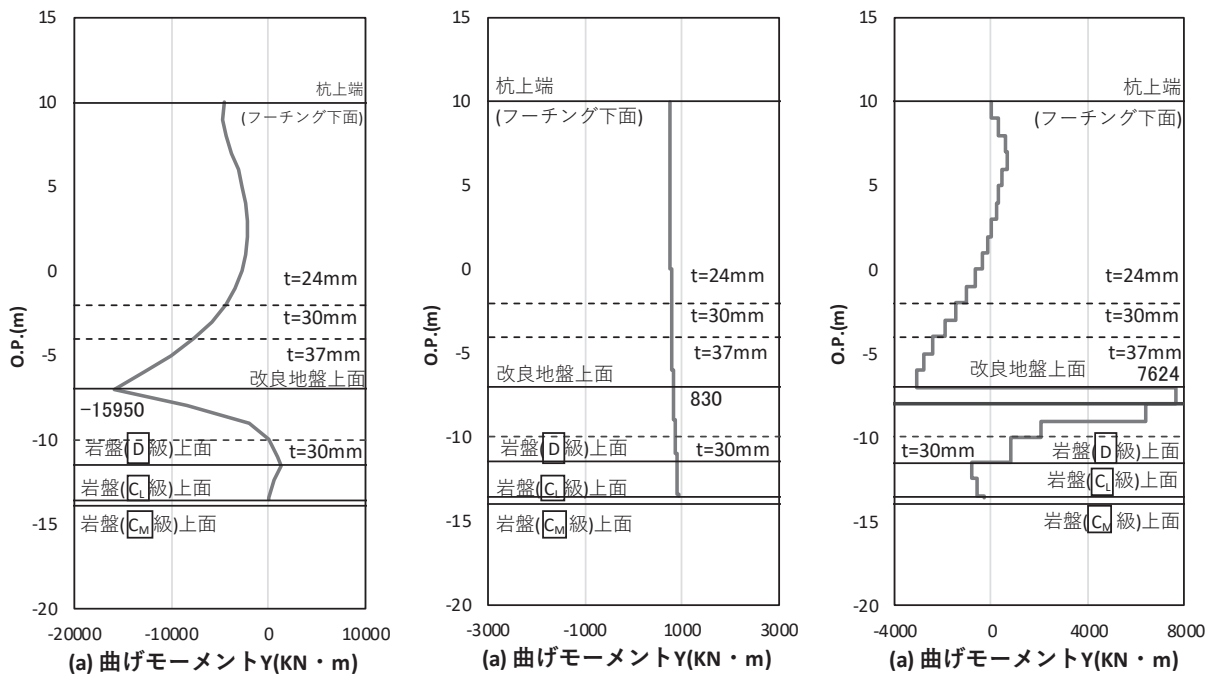 15
10
5
0
-5
-10
-15
-20
O.P.(m)
杭上端
(フーチング下面)
t=24mm
t=30mm
t=37mm
改良地盤上面
−15950
岩盤(D級)上面
t=30mm
岩盤(CL級)上面
岩盤(CM級)上面
-20000
-10000
0
10000
(a) 曲げモーメントY(KN・m)
15
10
5
0
-5
-10
-15
-20
O.P.(m)
杭上端
(フーチング下面)
t=24mm
t=30mm
t=37mm
改良地盤上面
830
岩盤(D級)上面
t=30mm
岩盤(CL級)上面
岩盤(CM級)上面
-3000
-1000
1000
3000
(a) 曲げモーメントY(KN・m)
15
10
5
0
-5
-10
-15
-20
O.P.(m)
杭上端
(フーチング下面)
t=24mm
t=30mm
t=37mm
改良地盤上面
7624
t=30mm
岩盤(D級)上面
岩盤(CL級)上面
岩盤(CM級)上面
-4000
0
4000
8000
(a) 曲げモーメントY(KN・m)